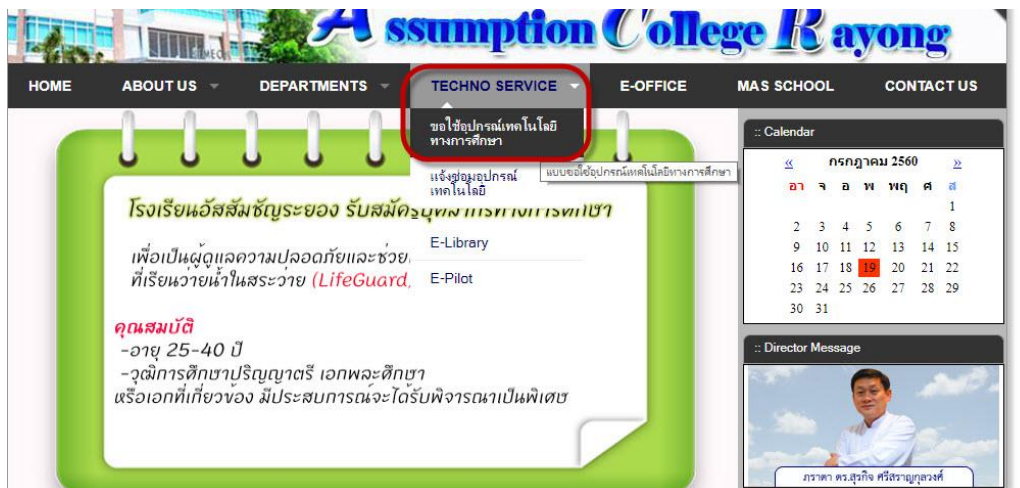 Assumption College Rayong
HOME ABOUT US DEPARTMENTS TECHNO SERVICE E-OFFICE MAS SCHOOL CONTACT US
ขอใช้อุปกรณ์เทคโนโลยี
ทางการศึกษา
แบบขอใช้อุปกรณ์เทคโนโลยีทางการศึกษา
แจ้งซ่อมอุปกรณ์
เทคโนโลยี
E-Library
E-Pilot
โรงเรียนอัสสัมชัญระยอง รับสมัครบุคลากรทางการศึกษา
เพื่อเป็นผู้ดูแลความปลอดภัยและช่วย
ที่เรียนว่ายน้ำในสระว่าย (LifeGuard,
คุณสมบัติ
-อายุ 25-40 ปี
-วุฒิการศึกษาปริญญาตรี เอกพละศึกษา
หรือเอกที่เกี่ยวข้อง มีประสบการณ์จะได้รับพิจารณาเป็นพิเศษ
:: Calendar
« กรกฎาคม 2560 »
อา จ อ พ พฤ ศ ส
1
2 3 4 5 6 7 8
9 10 11 12 13 14 15
16 17 18 19 20 21 22
23 24 25 26 27 28 29
30 31
:: Director Message
ภราดา ดร.สุรกิจ ศรีสราญกุลวงศ์